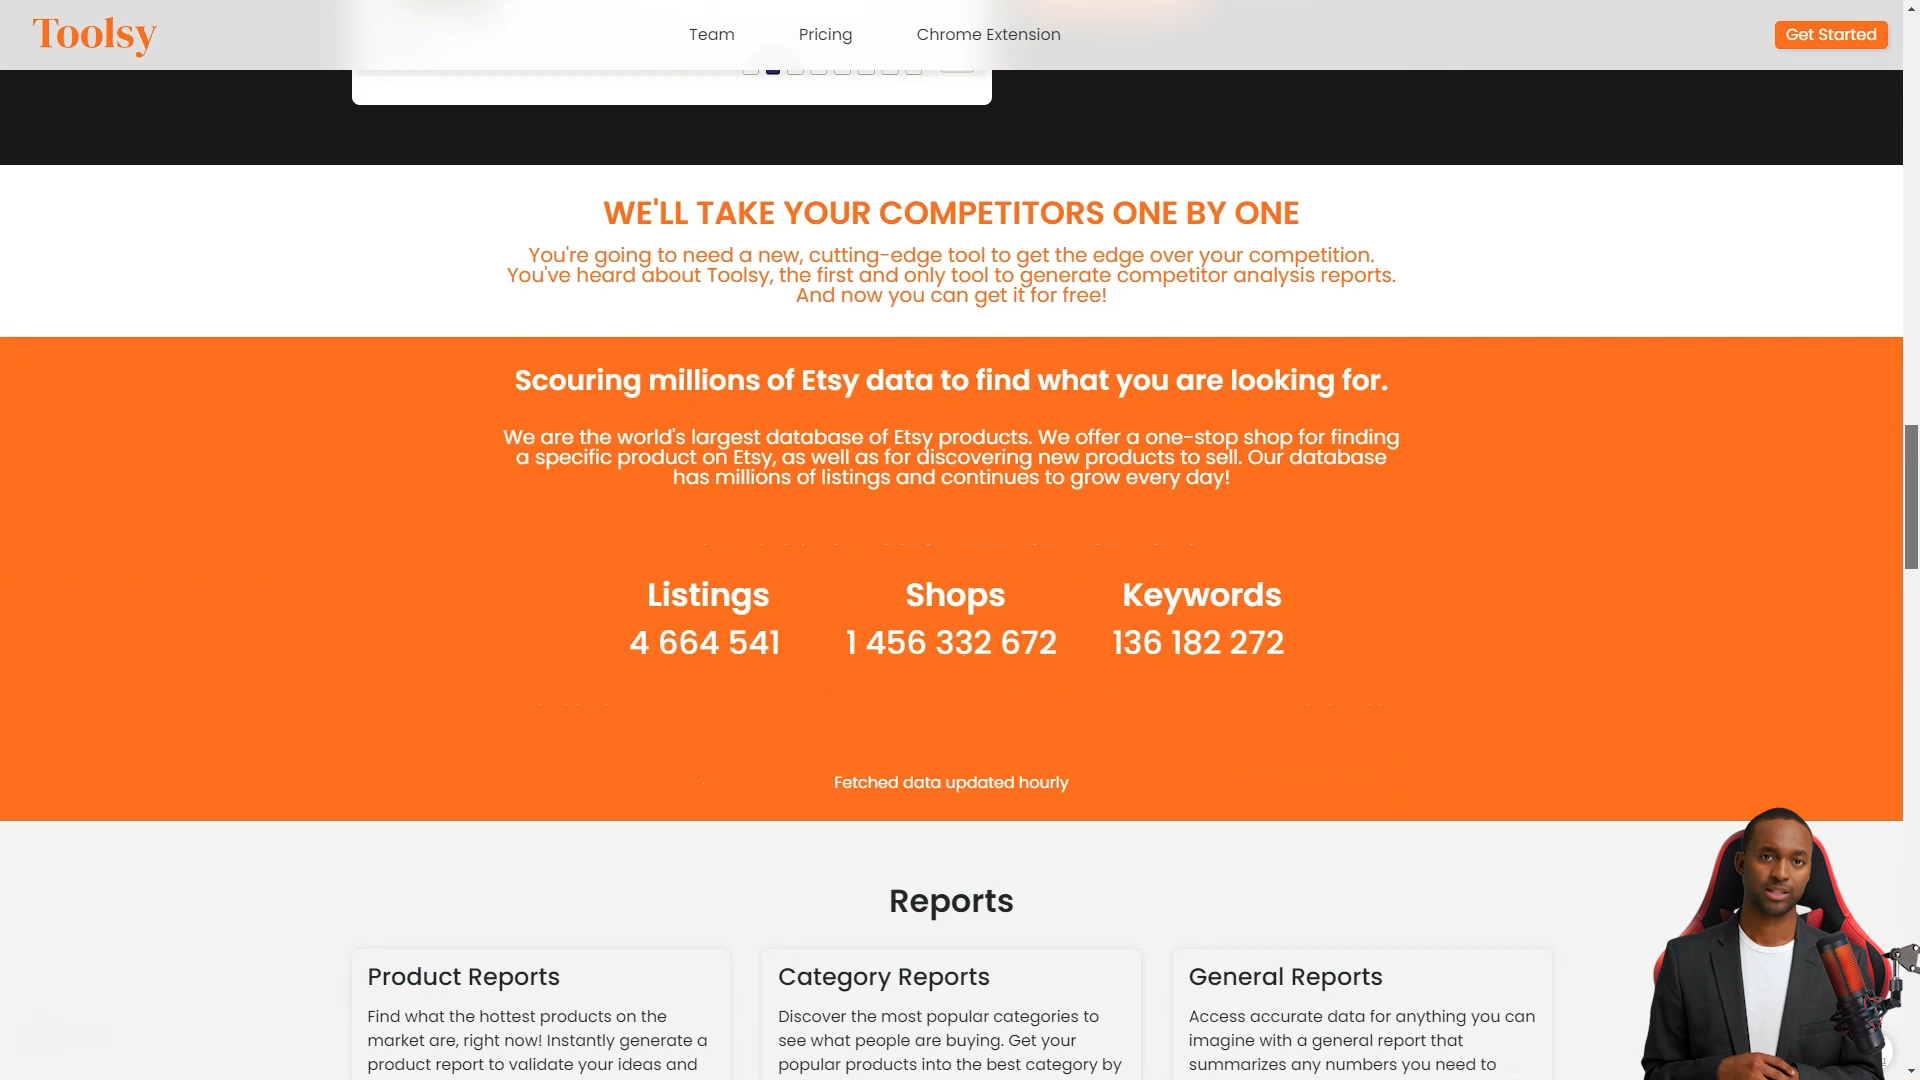 Toolsy
Team
Pricing
Chrome Extension
Get Started
WE'LL TAKE YOUR COMPETITORS ONE BY ONE
You're going to need a new, cutting-edge tool to get the edge over your competition.
You've heard about Toolsy, the first and only tool to generate competitor analysis reports.
And now you can get it for free!
Scouring millions of Etsy data to find what you are looking for.
We are the world's largest database of Etsy products. We offer a one-stop shop for finding
a specific product on Etsy, as well as for discovering new products to sell. Our database
has millions of listings and continues to grow every day!
Listings
Shops
Keywords
4 664 541
1 456 332 672
136 182 272
Fetched data updated hourly
Reports
Product Reports
Find what the hottest products on the
market are, right now! Instantly generate a
product report to validate your ideas and
Category Reports
Discover the most popular categories to
see what people are buying. Get your
popular products into the best category by
General Reports
Access accurate data for anything you can
imagine with a general report that
summarizes any numbers you need to